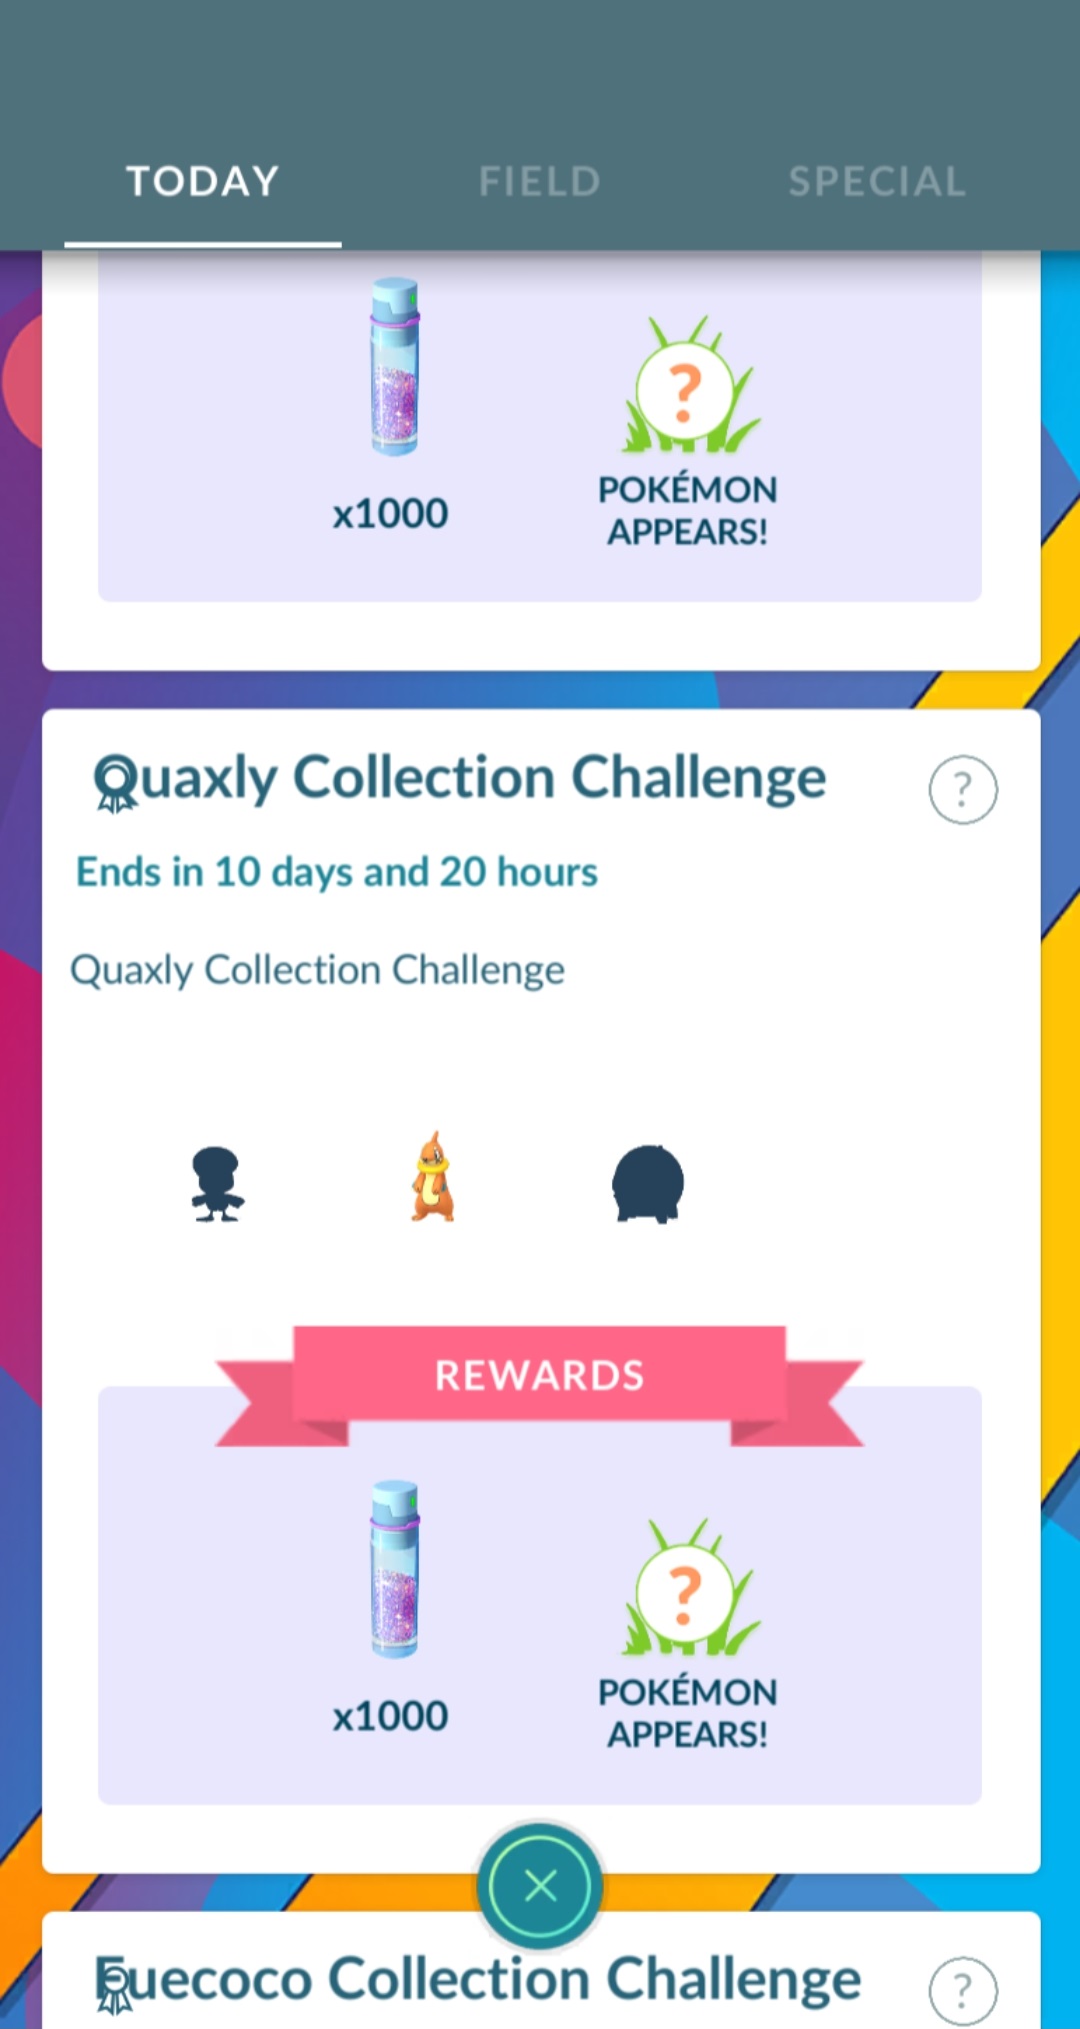 TODAY FIELD SPECIAL
?
x1000
POKÉMON
APPEARS!
Quaxly Collection Challenge
?
Ends in 10 days and 20 hours
Quaxly Collection Challenge
REWARDS
?
x1000
POKÉMON
APPEARS!
Fuecoco Collection Challenge
?